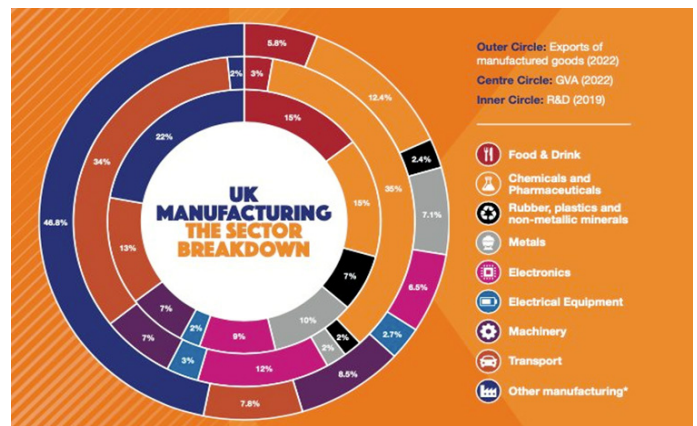 UK
MANUFACTURING
THE SECTOR
BREAKDOWN
5.8%
12.4%
2.4%
7.1%
6.5%
2.7%
8.5%
7.8%
46.8%
3%
35%
2%
2%
12%
3%
7%
34%
2%
15%
15%
7%
10%
9%
2%
7%
13%
22%
Outer Circle: Exports of
manufactured goods (2022)
Centre Circle: GVA (2022)
Inner Circle: R&D (2019)
Food & Drink
Chemicals and
Pharmaceuticals
Rubber, plastics and
non-metallic minerals
Metals
Electronics
Electrical Equipment
Machinery
Transport
Other manufacturing*